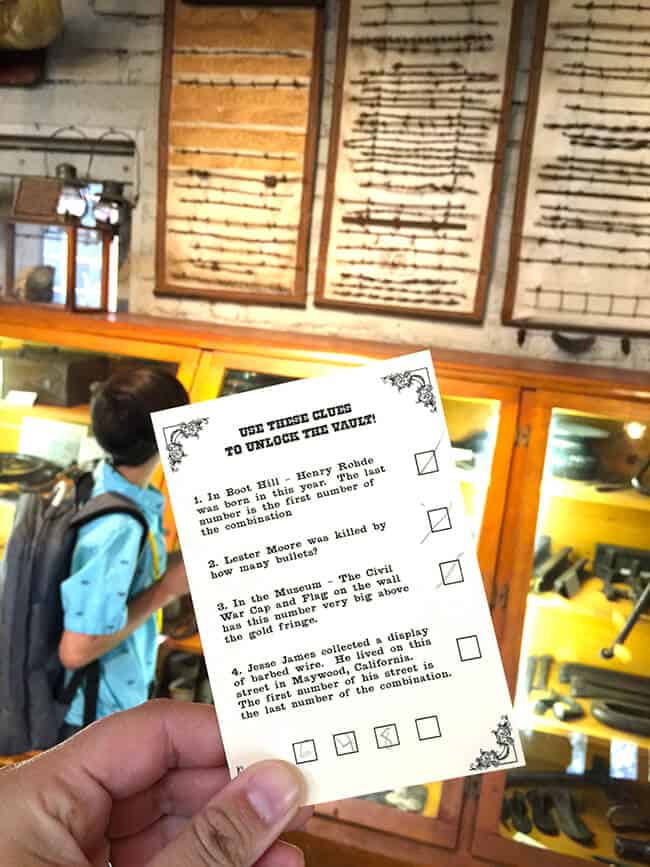 USE THESE CLUES
TO UNLOCK THE VAULT!
1. In Boot Hill - Henry Rohde
was born in this year. The last
number is the first number of
the combination
2. Lester Moore was killed by
how many bullets?
3. In the Museum - The Civil
War Cap and Flag on the wall
has this number very big above
the gold fringe.
4. Jesse James collected a display
of barbed wire. He lived on this
street in Maywood, California.
The first number of his street is
the last number of the combination.
4 8